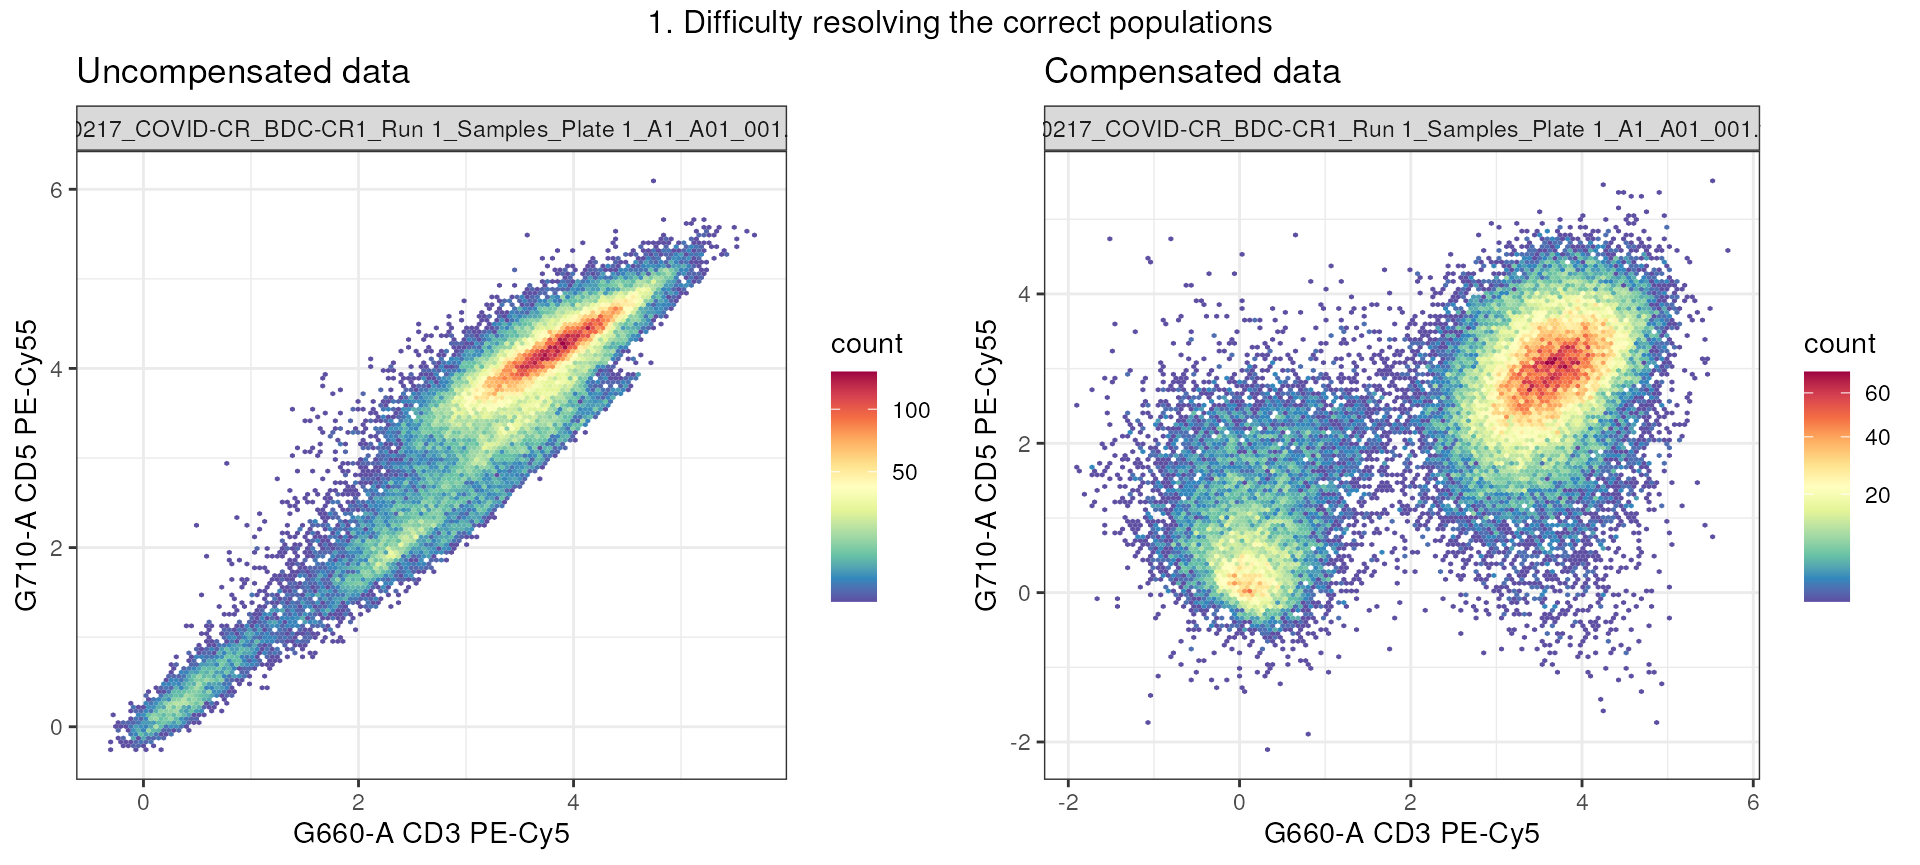 1. Difficulty resolving the correct populations
Uncompensated data
0217_COVID-CR_BDC-CR1_Run 1_Samples_Plate 1_A1_A01_001.
6
4
2
0
0
2
4
G710-A CD5 PE-Cy55
G660-A CD3 PE-Cy5
count
100
50
Compensated data
0217_COVID-CR_BDC-CR1_Run 1_Samples_Plate 1_A1_A01_001.
4
2
0
-2
-2
0
2
4
6
G710-A CD5 PE-Cy55
G660-A CD3 PE-Cy5
count
60
40
20